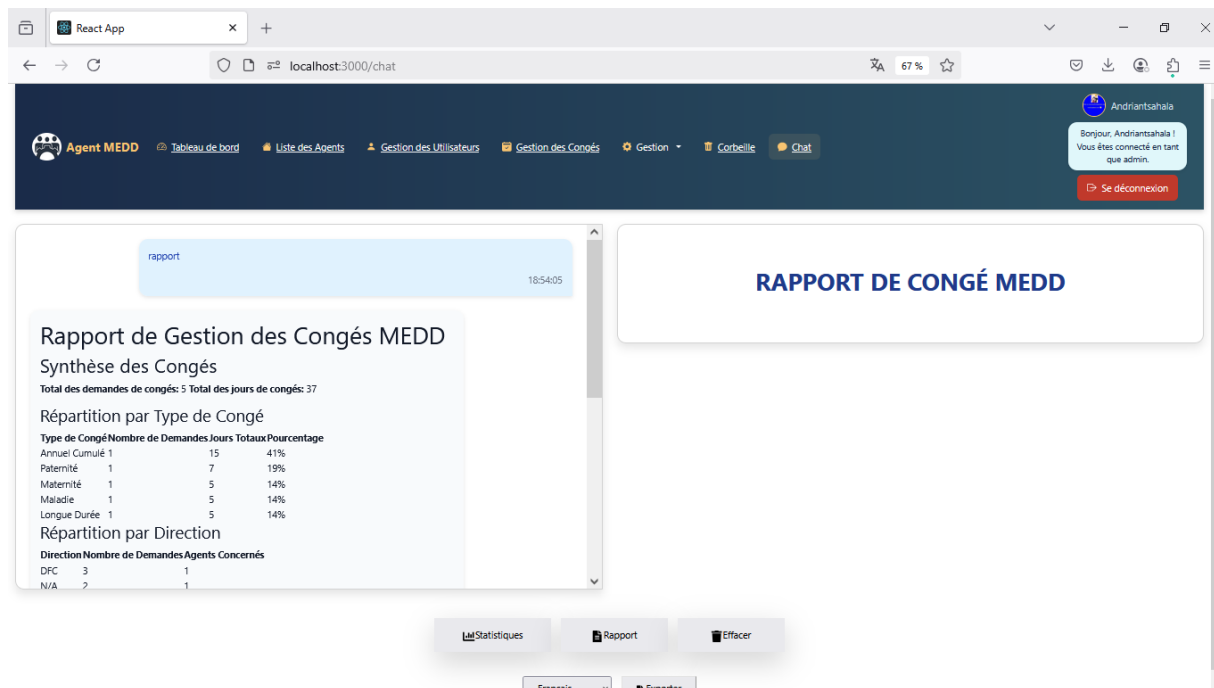 React App
localhost:3000/chat
67 %
Andriantsahala
Bonjour, Andriantsahala !
Vous êtes connecté en tant
que admin.
Se déconnexion
Agent MEDD Tableau de bord Liste des Agents Gestion des Utilisateurs Gestion des Congés Gestion Corbeille Chat
rapport
18:54:05
Rapport de Gestion des Congés MEDD
Synthèse des Congés
Total des demandes de congés: 5 Total des jours de congés: 37
Répartition par Type de Congé
Type de Congé Nombre de Demandes Jours Totaux Pourcentage
Annuel Cumulé 1 15 41%
Paternité 1 7 19%
Maternité 1 5 14%
Maladie 1 5 14%
Longue Durée 1 5 14%
Répartition par Direction
Direction Nombre de Demandes Agents Concernés
DFC 3 1
N/A 2 1
RAPPORT DE CONGÉ MEDD
Statistiques Rapport Effacer
Français Exporter